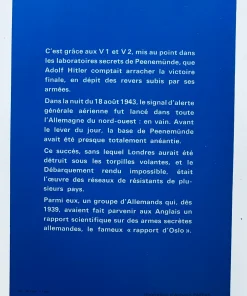 C'est grâce aux V 1 et V 2, mis au point dans
les laboratoires secrets de Peenemünde, que
Adolf Hitler comptait arracher la victoire
finale, en dépit des revers subis par ses
armées.
Dans la nuit du 18 août 1943, le signal d'alerte
générale aérienne fut lancé dans toute
l'Allemagne du nord-ouest : en vain. Avant
le lever du jour, la base de Peenemünde
avait été presque totalement anéantie.
Ce succès, sans lequel Londres aurait été
détruit sous les torpilles volantes, et le
Débarquement rendu impossible, était
l'œuvre des réseaux de résistants de plu-
sieurs pays.
Parmi eux, un groupe d'Allemands qui, dès
1939, avaient fait parvenir aux Anglais un
rapport scientifique sur des armes secrètes
allemandes, le fameux « rapport d'Oslo ».